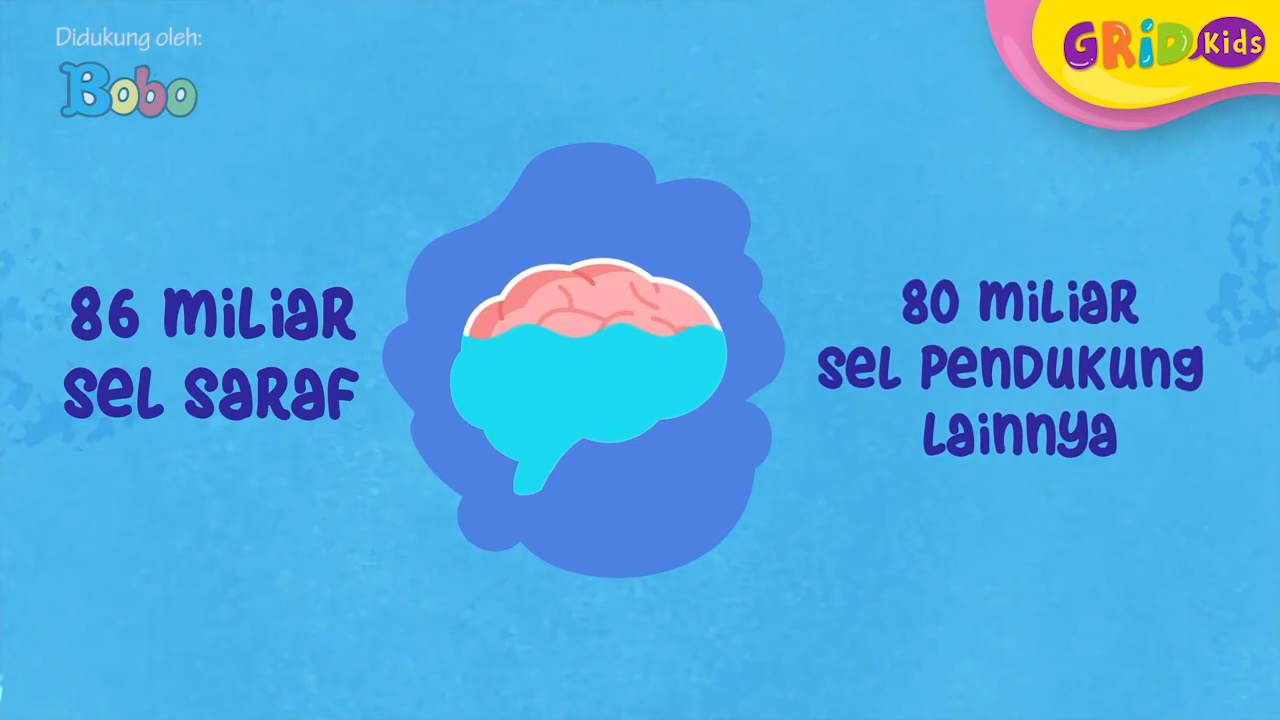 Didukung oleh:
Bobo
GRiD Kids
86 miliar
sel saraf
80 miliar
sel pendukung
lainnya